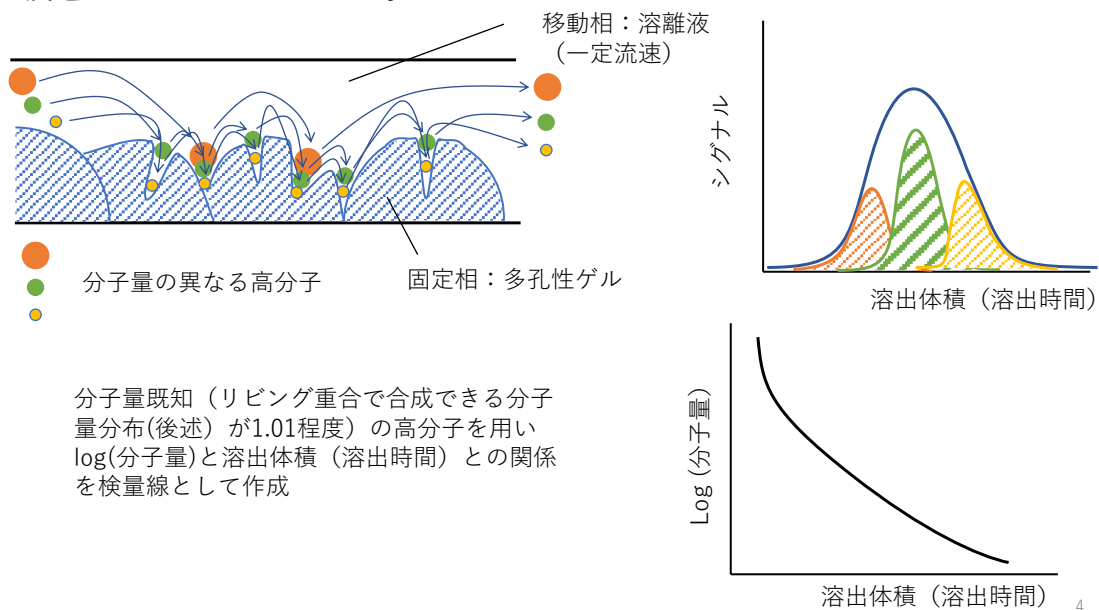 移動相：溶離液
（一定流速）
シグナル
分子量の異なる高分子
固定相：多孔性ゲル
溶出体積（溶出時間）
分子量既知（リビング重合で合成できる分子
量分布(後述）が1.01程度）の高分子を用い
log(分子量)と溶出体積（溶出時間）との関係
を検量線として作成
Log (分子量)
溶出体積（溶出時間）
4